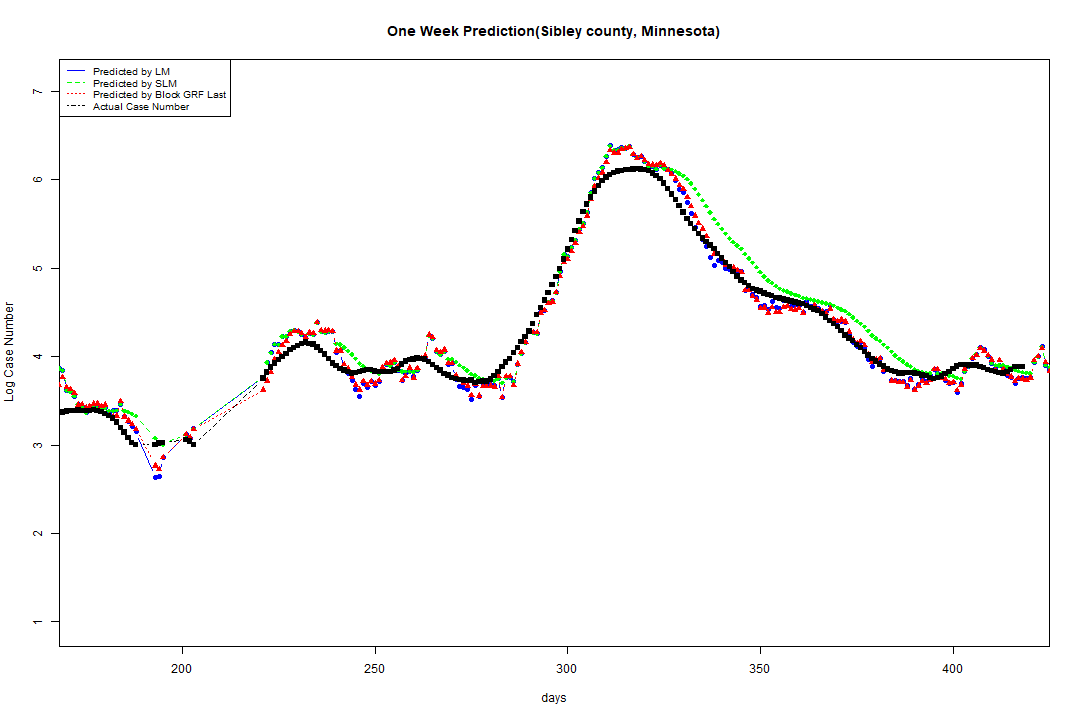 One Week Prediction(Sibley county, Minnesota)
Predicted by LM
Predicted by SLM
Predicted by Block GRF Last
Actual Case Number
Log Case Number
7
6
5
4
3
2
1
200
250
300
350
400
days